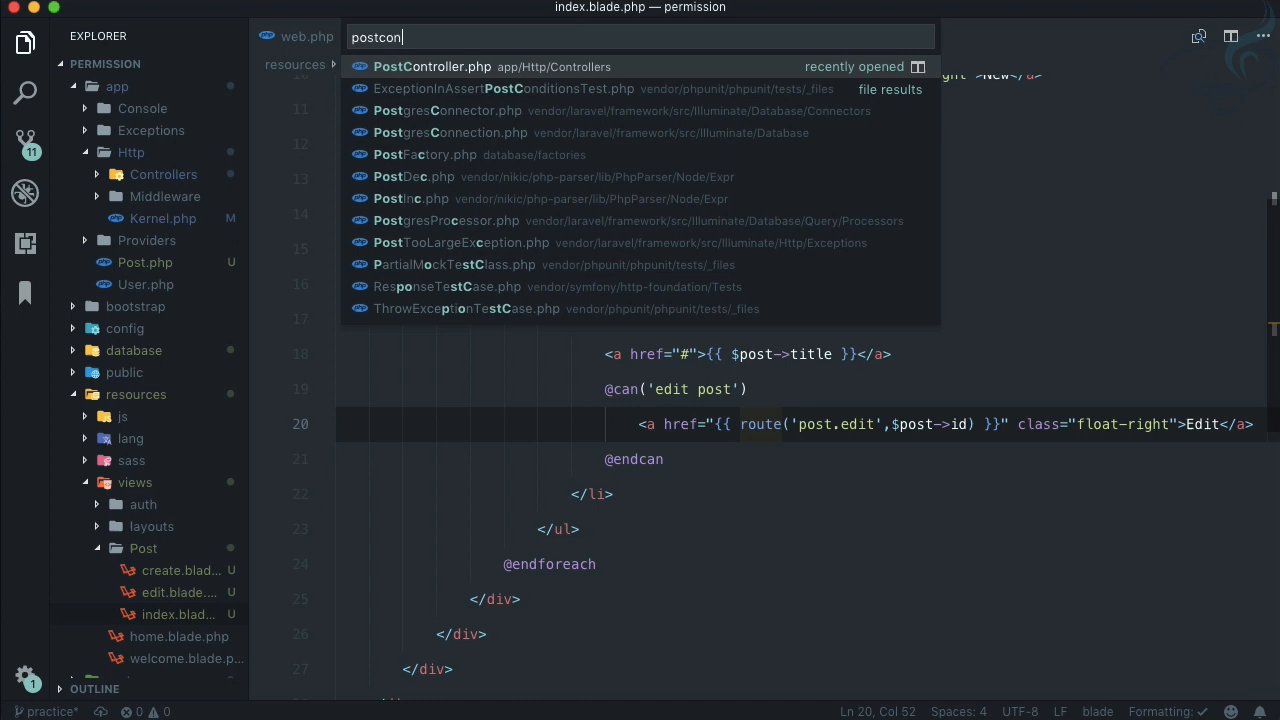 index.blade.php — permission
EXPLORER
PERMISSION
app
Console
Exceptions
Http
Controllers
Middleware
Kernel.php M
Providers
Post.php U
User.php
bootstrap
config
database
public
resources
js
lang
sass
views
auth
layouts
Post
create.blad... U
edit.blade.... U
index.blad... U
home.blade.php
welcome.blade.p...
OUTLINE
11
1
web.php
resources
postcon
PostController.php app/Http/Controllers recently opened
ExceptionInAssertPostConditionsTest.php vendor/phpunit/phpunit/tests/_files file results
PostgresConnector.php vendor/laravel/framework/src/Illuminate/Database/Connectors
PostgresConnection.php vendor/laravel/framework/src/Illuminate/Database
PostFactory.php database/factories
PostDec.php vendor/nikic/php-parser/lib/PhpParser/Node/Expr
PostInc.php vendor/nikic/php-parser/lib/PhpParser/Node/Expr
PostgresProcessor.php vendor/laravel/framework/src/Illuminate/Database/Query/Processors
PostTooLargeException.php vendor/laravel/framework/src/Illuminate/Http/Exceptions
PartialMockTestClass.php vendor/phpunit/phpunit/tests/_files
ResponseTestCase.php vendor/symfony/http-foundation/Tests
ThrowExceptionTestCase.php vendor/phpunit/phpunit/tests/_files
10 right">New</a>
11
12
13
14
15
16
17
18 <a href="#">{{ $post->title }}</a>
19 @can('edit post')
20 <a href="{{ route('post.edit',$post->id) }}" class="float-right">Edit</a>
21 @endcan
22 </li>
23 </ul>
24 @endforeach
25 </div>
26 </div>
27 </div>
practice* 0 0 Ln 20, Col 52 Spaces: 4 UTF-8 LF blade Formatting: ✓